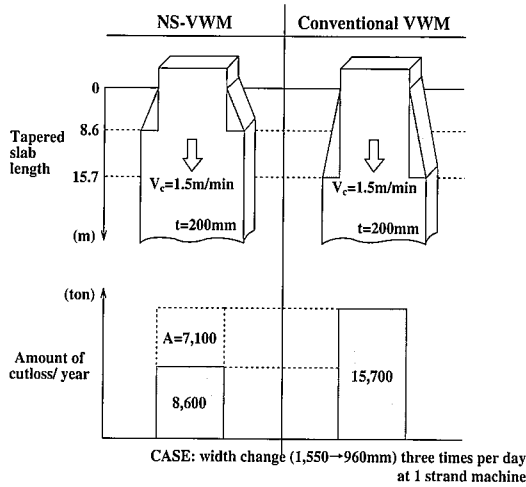 NS-VWM
Conventional VWM
0
Tapered
slab
length
8.6
15.7
(m)
Vc=1.5m/min
t=200mm
Vc=1.5m/min
t=200mm
(ton)
Amount of
cutloss/ year
A=7,100
8,600
15,700
CASE: width change (1,550→960mm) three times per day
at 1 strand machine